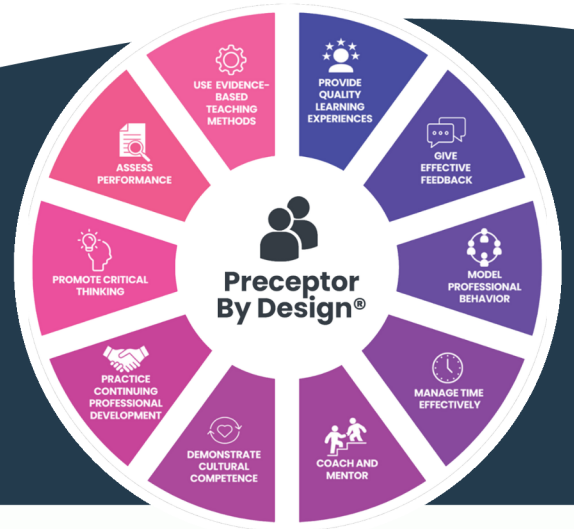 Preceptor
By Design®
PROVIDE
QUALITY
LEARNING
EXPERIENCES
GIVE
EFFECTIVE
FEEDBACK
MODEL
PROFESSIONAL
BEHAVIOR
MANAGE TIME
EFFECTIVELY
COACH AND
MENTOR
DEMONSTRATE
CULTURAL
COMPETENCE
PRACTICE
CONTINUING
PROFESSIONAL
DEVELOPMENT
PROMOTE CRITICAL
THINKING
ASSESS
PERFORMANCE
USE EVIDENCE-
BASED
TEACHING
METHODS